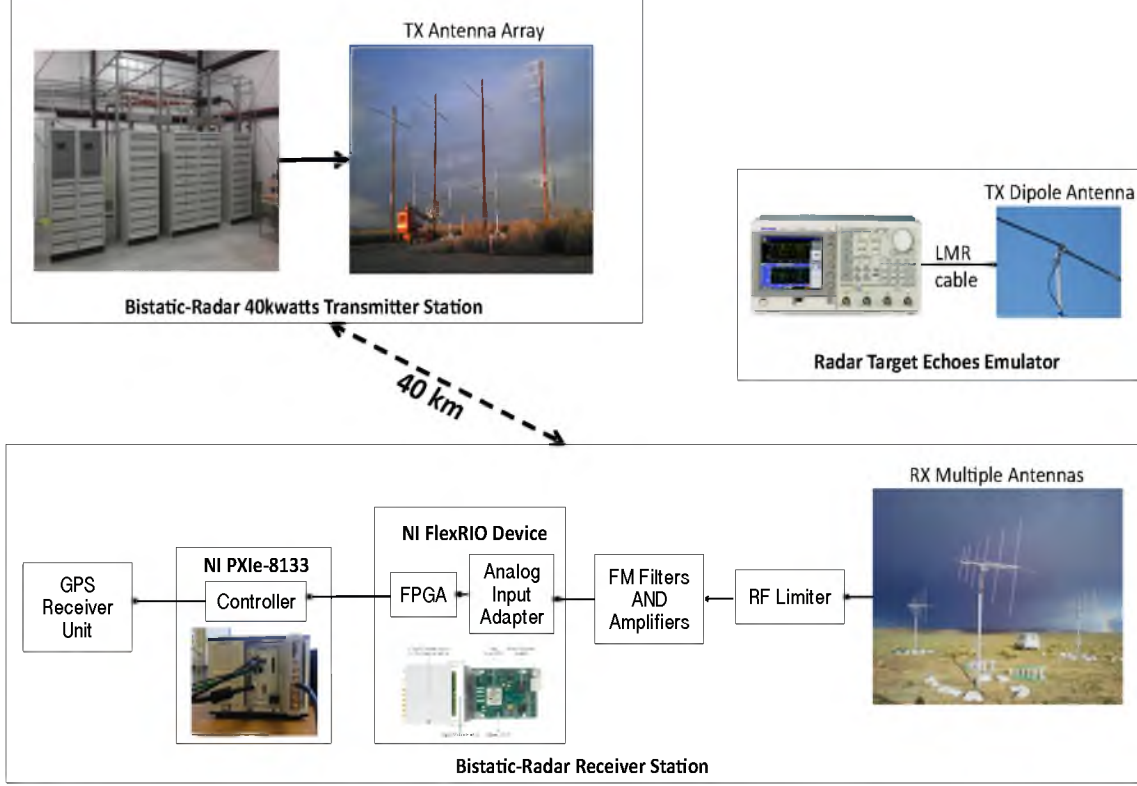 TX Antenna Array
Bistatic-Radar 40kwatts Transmitter Station
TX Dipole Antenna
LMR
cable
Radar Target Echoes Emulator
40 km
RX Multiple Antennas
NI FlexRIO Device
NI PXIe-8133
GPS
Receiver
Unit
Controller
FPGA
Analog
Input
Adapter
FM Filters
AND
Amplifiers
RF Limiter
Bistatic-Radar Receiver Station